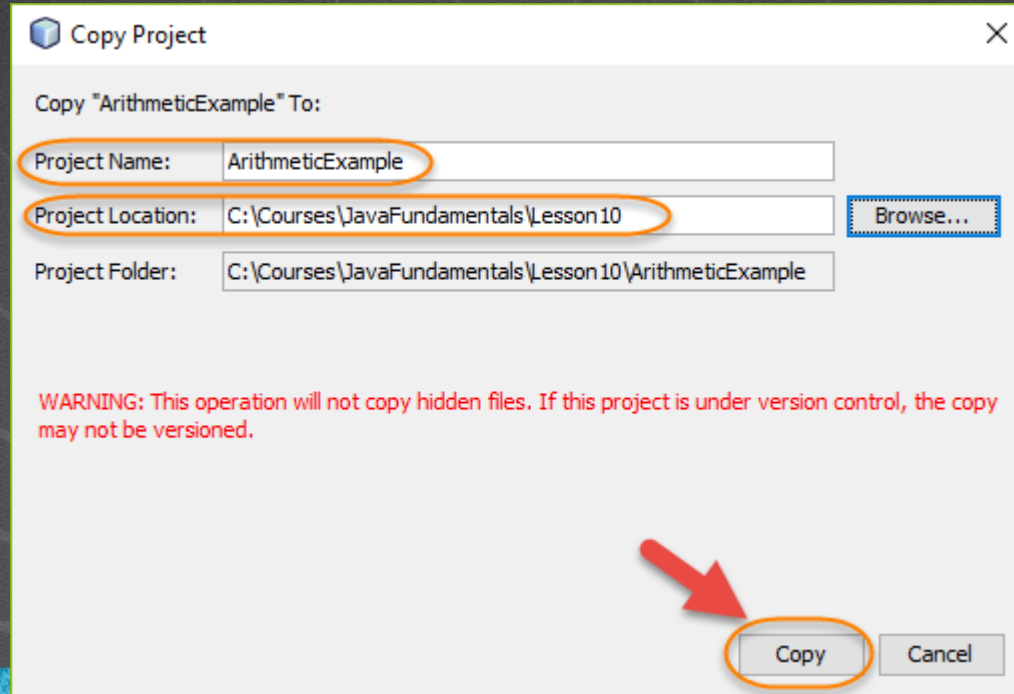 Copy Project
Copy "ArithmeticExample" To:
Project Name: ArithmeticExample
Project Location: C:\Courses\JavaFundamentals\Lesson10 Browse...
Project Folder: C:\Courses\JavaFundamentals\Lesson10\ArithmeticExample
WARNING: This operation will not copy hidden files. If this project is under version control, the copy
may not be versioned.
Copy Cancel